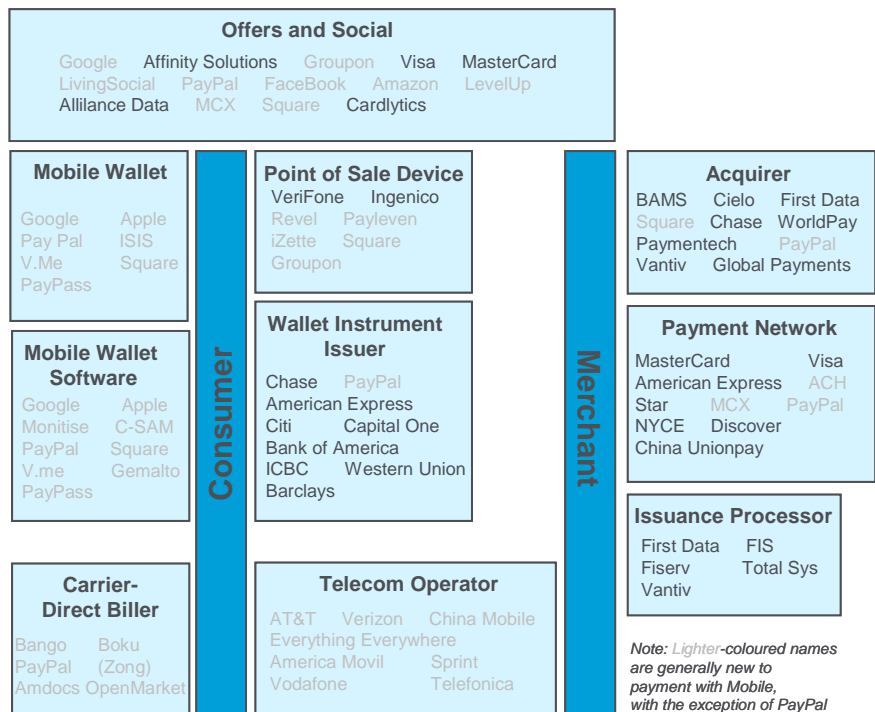 Offers and Social
Google Affinity Solutions Groupon Visa MasterCard
LivingSocial PayPal FaceBook Amazon LevelUp
Allilance Data MCX Square Cardlytics
Mobile Wallet
Google Apple
Pay Pal ISIS
V.Me Square
PayPass
Mobile Wallet
Software
Google Apple
Monitise C-SAM
PayPal Square
V.me Gemalto
PayPass
Carrier-
Direct Biller
Bango Boku
PayPal (Zong)
Amdocs OpenMarket
Consumer
Point of Sale Device
VeriFone Ingenico
Revel Payleven
iZette Square
Groupon
Wallet Instrument
Issuer
Chase PayPal
American Express
Citi Capital One
Bank of America
ICBC Western Union
Barclays
Telecom Operator
AT&T Verizon China Mobile
Everything Everywhere
America Movil Sprint
Vodafone Telefonica
Merchant
Acquirer
BAMS Cielo First Data
Square Chase WorldPay
Paymentech PayPal
Vantiv Global Payments
Payment Network
MasterCard Visa
American Express ACH
Star MCX PayPal
NYCE Discover
China Unionpay
Issuance Processor
First Data FIS
Fiserv Total Sys
Vantiv
Note: Lighter-coloured names
are generally new to
payment with Mobile,
with the exception of PayPal